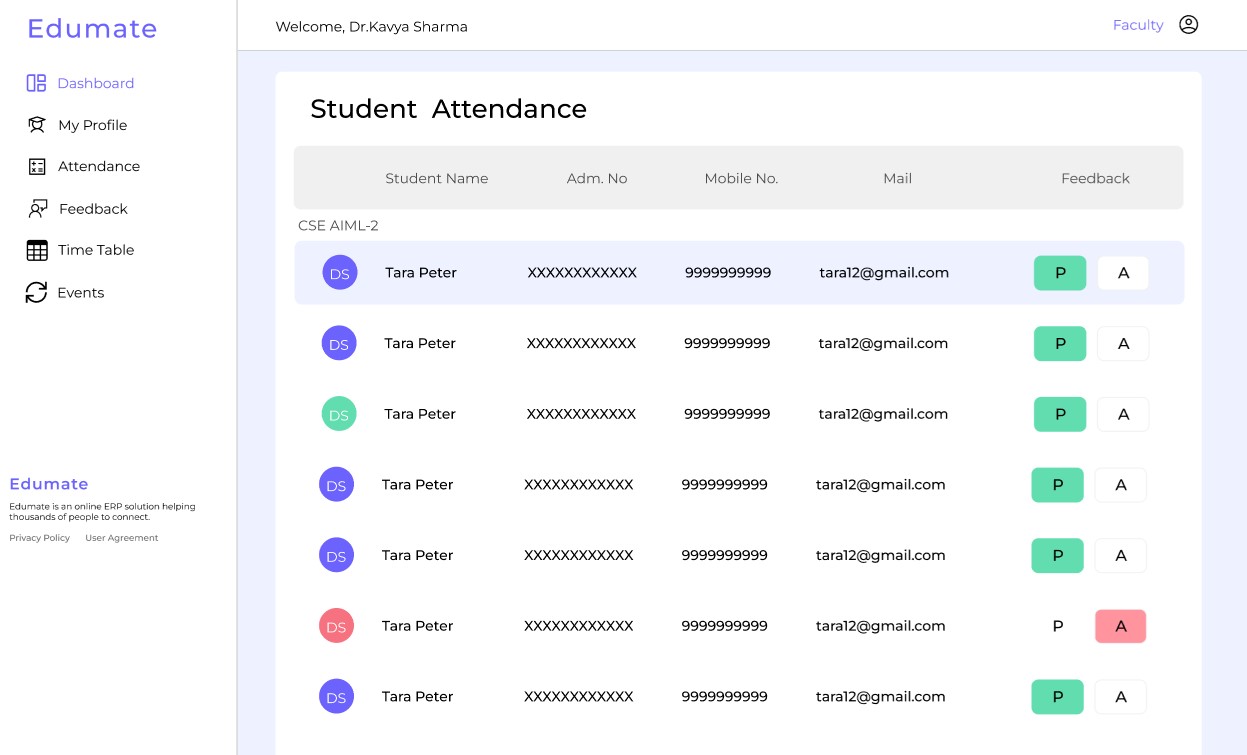 Edumate
Welcome, Dr.Kavya Sharma
Faculty
Dashboard
My Profile
Attendance
Feedback
Time Table
Events
Edumate
Edumate is an online ERP solution helping
thousands of people to connect.
Privacy Policy User Agreement
Student Attendance
Student Name Adm. No Mobile No. Mail Feedback
CSE AIML-2
DS Tara Peter XXXXXXXXXXXX 9999999999 tara12@gmail.com P A
DS Tara Peter XXXXXXXXXXXX 9999999999 tara12@gmail.com P A
DS Tara Peter XXXXXXXXXXXX 9999999999 tara12@gmail.com P A
DS Tara Peter XXXXXXXXXXXX 9999999999 tara12@gmail.com P A
DS Tara Peter XXXXXXXXXXXX 9999999999 tara12@gmail.com P A
DS Tara Peter XXXXXXXXXXXX 9999999999 tara12@gmail.com P A
DS Tara Peter XXXXXXXXXXXX 9999999999 tara12@gmail.com P A